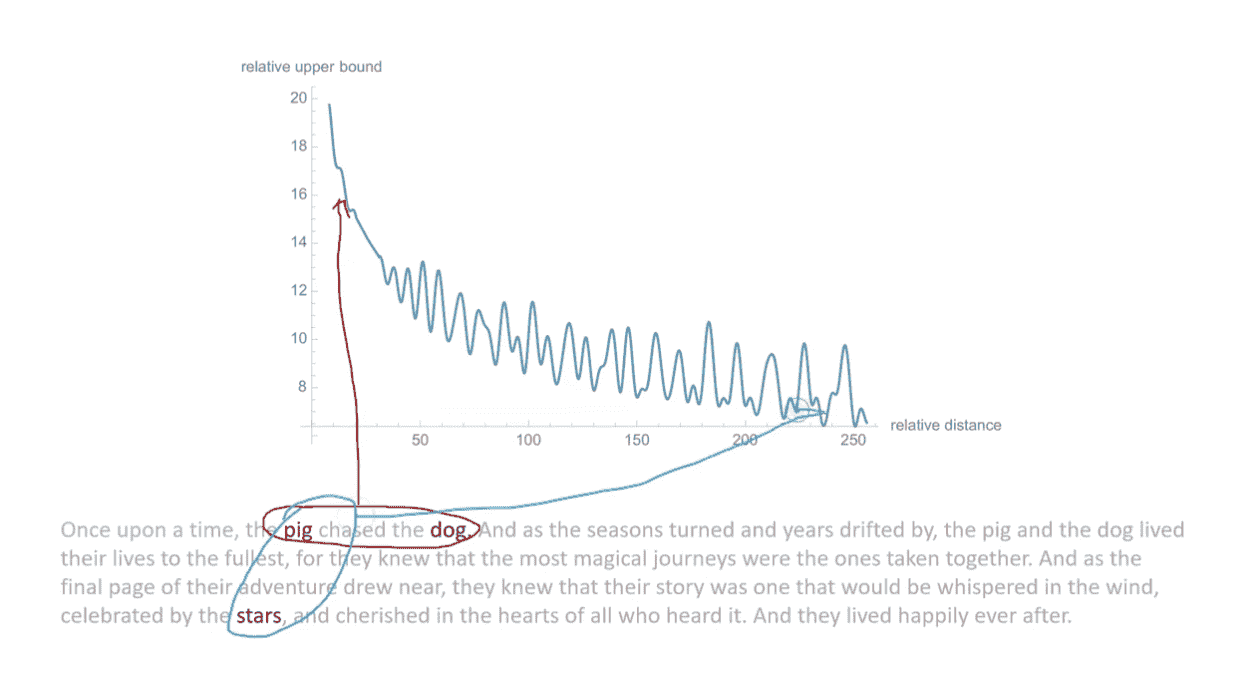 relative upper bound
20
18
16
14
12
10
8
50 100 150 200 250
relative distance
Once upon a time, the pig chased the dog. And as the seasons turned and years drifted by, the pig and the dog lived
their lives to the fullest, for they knew that the most magical journeys were the ones taken together. And as the
final page of their adventure drew near, they knew that their story was one that would be whispered in the wind,
celebrated by the stars, and cherished in the hearts of all who heard it. And they lived happily ever after.